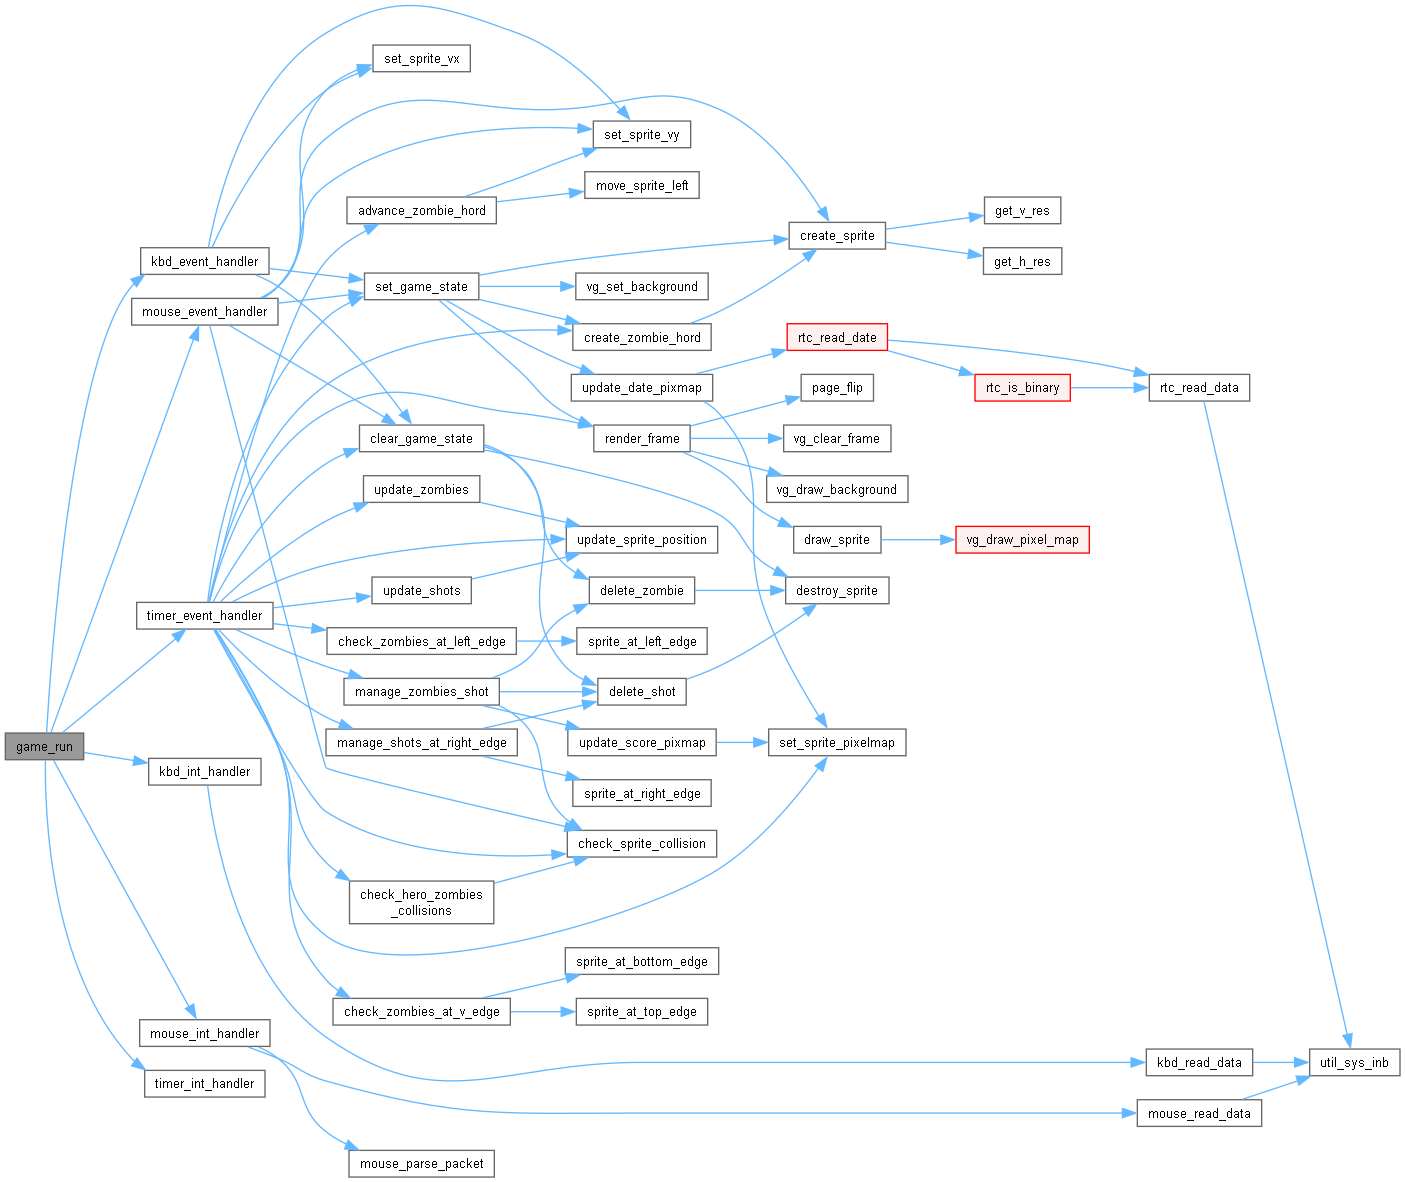 set_sprite_vx
set_sprite_vy
move_sprite_left
advance_zombie_hord
get_v_res
create_sprite
kbd_event_handler
get_h_res
set_game_state
vg_set_background
mouse_event_handler
create_zombie_hord
rtc_read_date
update_date_pixmap
page_flip
rtc_is_binary
rtc_read_data
clear_game_state
render_frame
vg_clear_frame
update_zombies
vg_draw_background
update_sprite_position
draw_sprite
vg_draw_pixel_map
update_shots
delete_zombie
destroy_sprite
timer_event_handler
check_zombies_at_left_edge
sprite_at_left_edge
manage_zombies_shot
delete_shot
game_run
manage_shots_at_right_edge
update_score_pixmap
set_sprite_pixelmap
kbd_int_handler
sprite_at_right_edge
check_sprite_collision
check_hero_zombies
_collisions
sprite_at_bottom_edge
check_zombies_at_v_edge
sprite_at_top_edge
mouse_int_handler
kbd_read_data
util_sys_inb
timer_int_handler
mouse_read_data
mouse_parse_packet